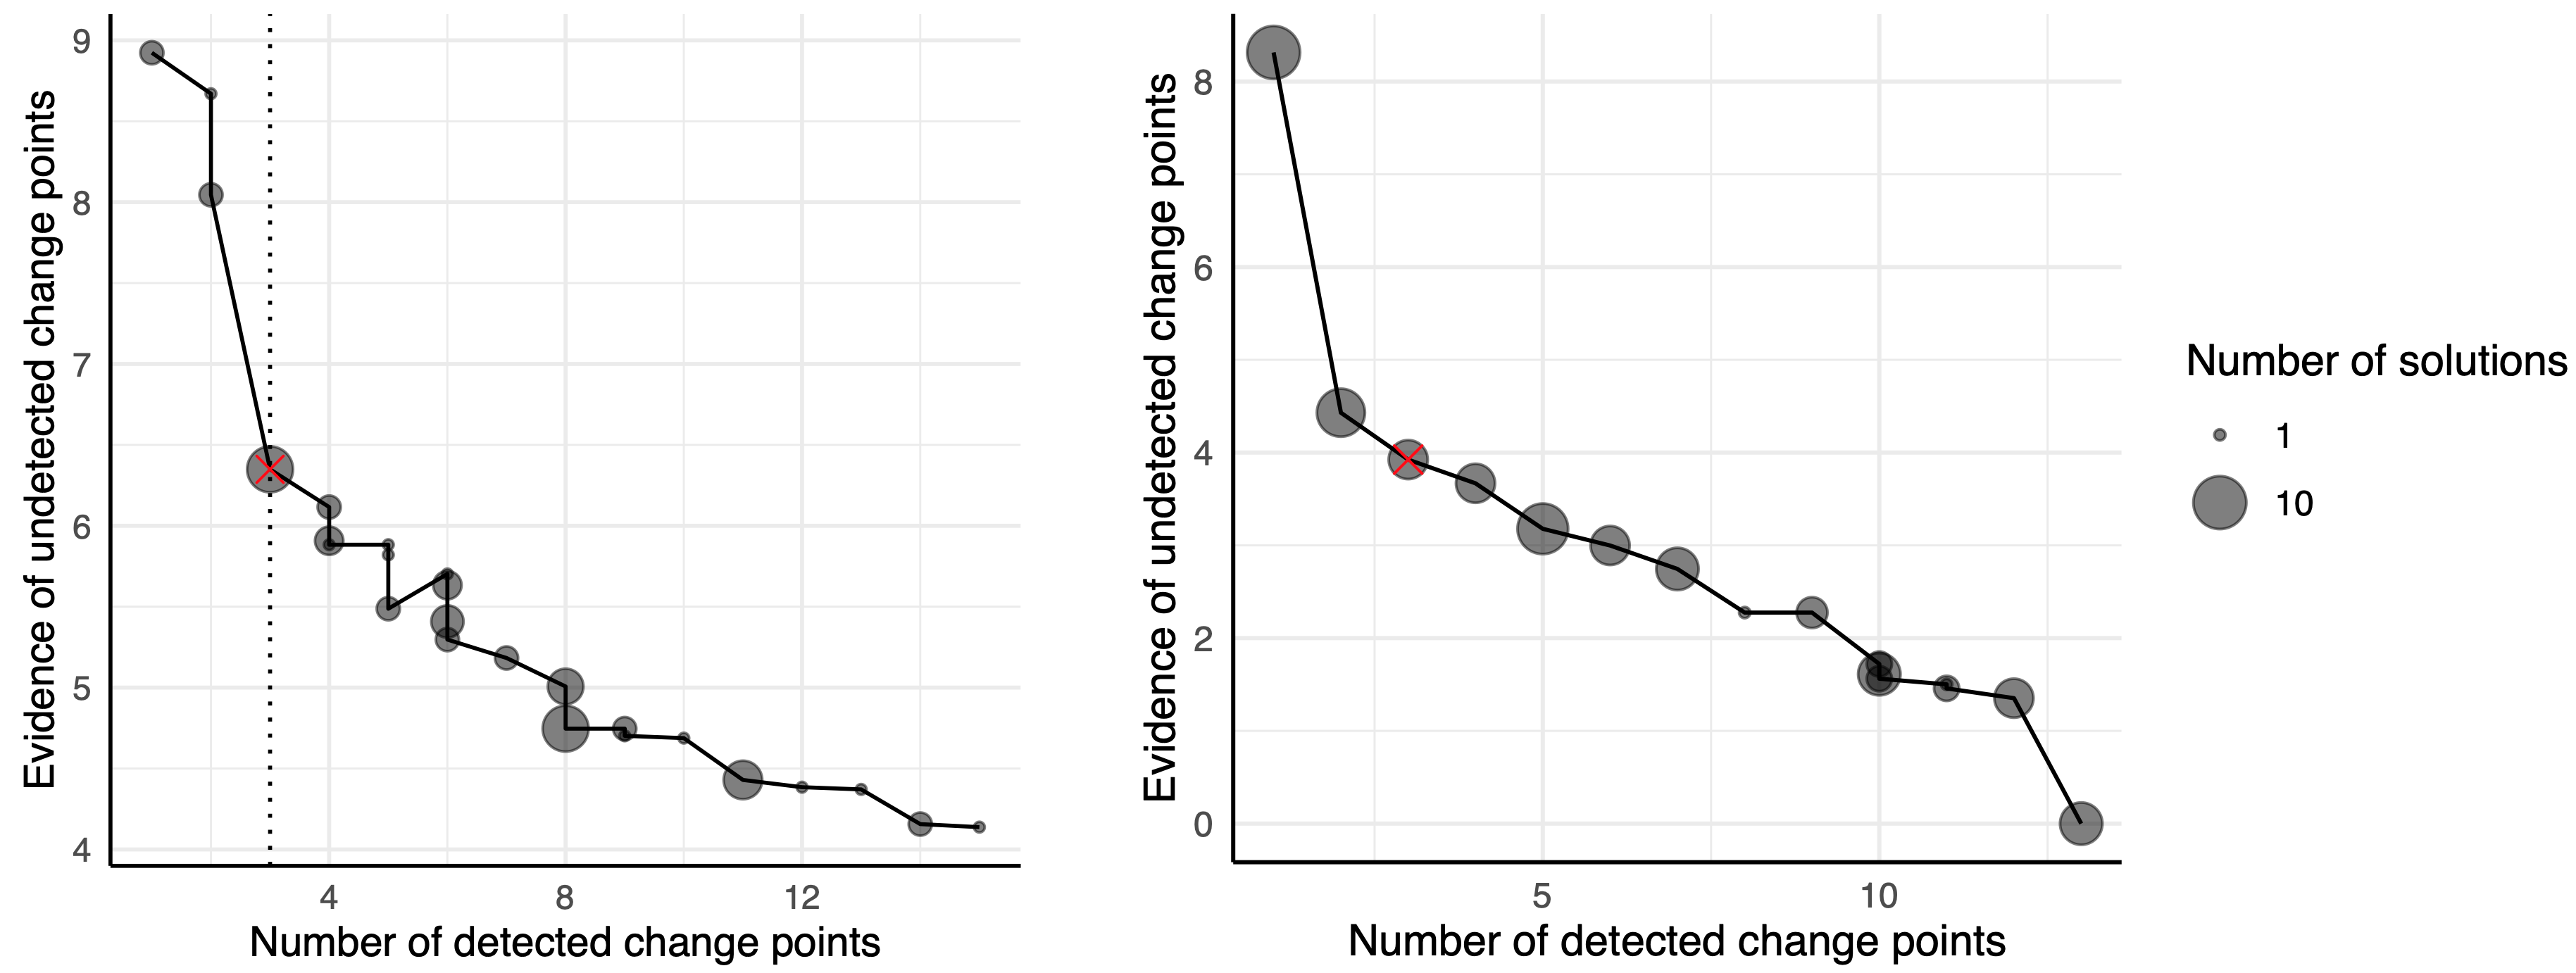 Evidence of undetected change points
9
8
7
6
5
4
4 8 12
Number of detected change points
Evidence of undetected change points
8
6
4
2
0
5 10
Number of detected change points
Number of solutions
1
10